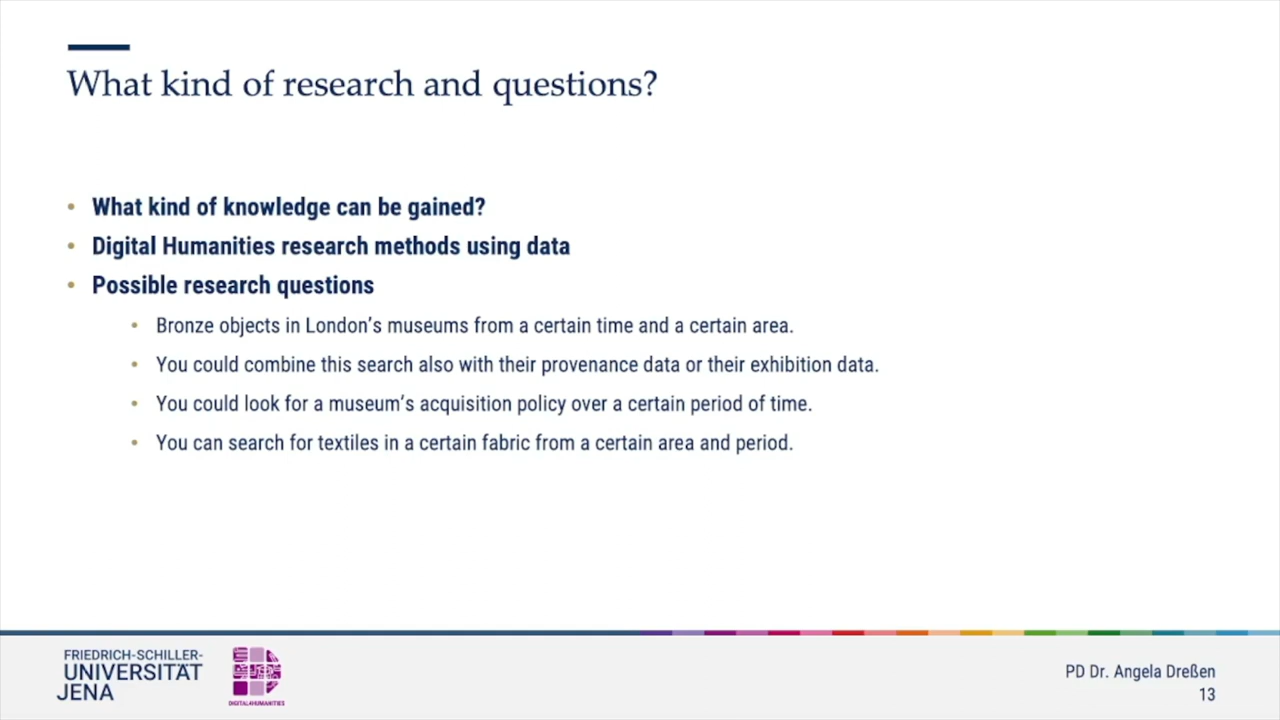 What kind of research and questions?
• What kind of knowledge can be gained?
• Digital Humanities research methods using data
• Possible research questions
• Bronze objects in London's museums from a certain time and a certain area.
• You could combine this search also with their provenance data or their exhibition data.
• You could look for a museum's acquisition policy over a certain period of time.
• You can search for textiles in a certain fabric from a certain area and period.
FRIEDRICH-SCHILLER-
UNIVERSITÄT
JENA
DIGITAL4HUMANITIES
PD Dr. Angela Dreßen
13